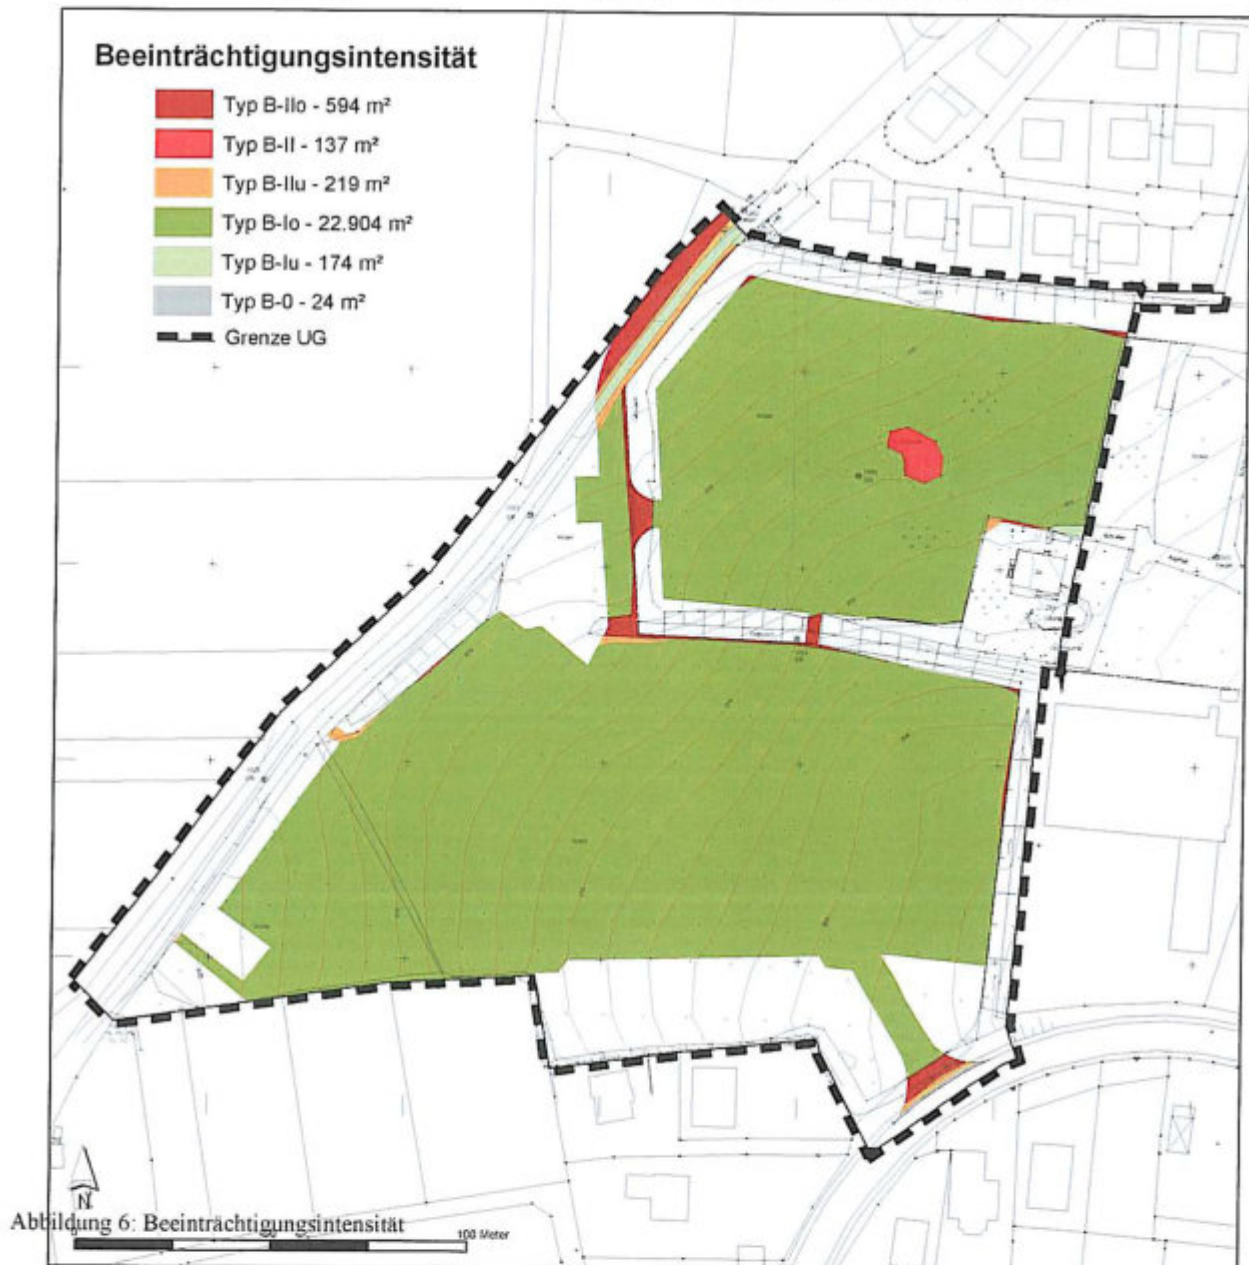 Beeinträchtigungsintensität
Typ B-IIo - 594 m²
Typ B-II - 137 m²
Typ B-IIu - 219 m²
Typ B-Io - 22.904 m²
Typ B-Iu - 174 m²
Typ B-0 - 24 m²
Grenze UG
N
Abbildung 6: Beeinträchtigungsintensität
100 Meter